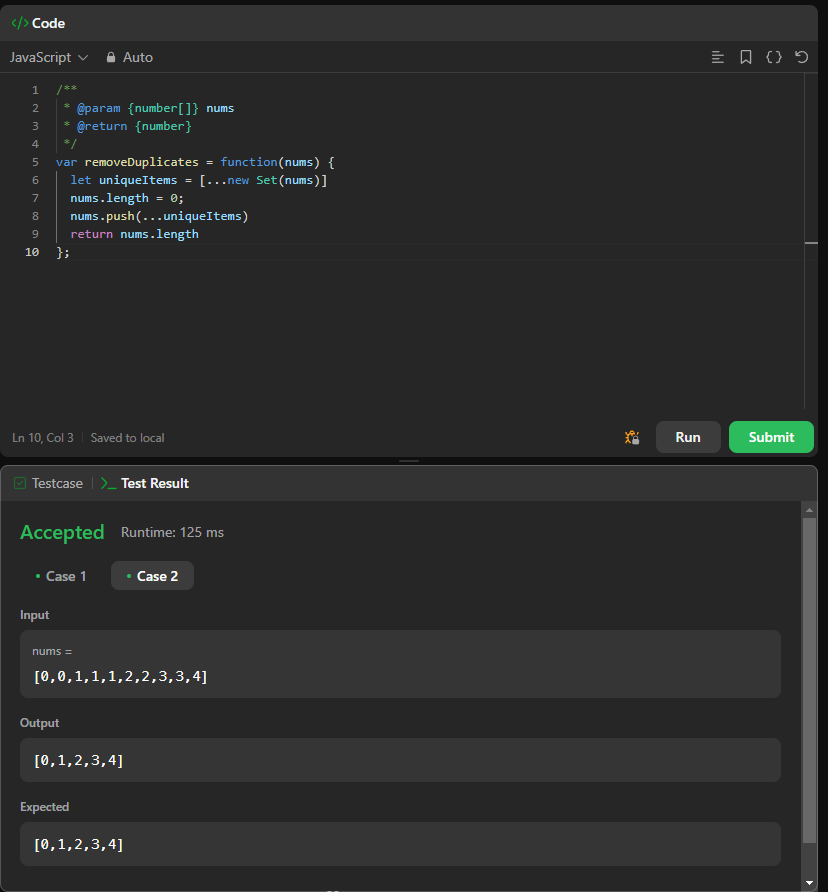 </> Code
JavaScript Auto
1 /**
2 * @param {number[]} nums
3 * @return {number}
4 */
5 var removeDuplicates = function(nums) {
6 let uniqueItems = [...new Set(nums)]
7 nums.length = 0;
8 nums.push(...uniqueItems)
9 return nums.length
10 };
Ln 10, Col 3 Saved to local
Run Submit
Testcase >_ Test Result
Accepted Runtime: 125 ms
• Case 1 • Case 2
Input
nums =
[0,0,1,1,1,2,2,3,3,4]
Output
[0,1,2,3,4]
Expected
[0,1,2,3,4]